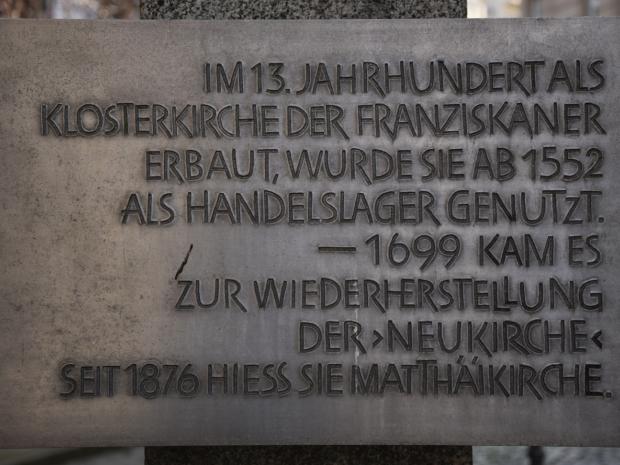 IM 13. JAHRHUNDERT ALS
KLOSTERKIRCHE DER FRANZISKANER
ERBAUT, WURDE SIE AB 1552
ALS HANDELSLAGER GENUTZT.
— 1699 KAM ES
ZUR WIEDERHERSTELLUNG
DER ›NEUKIRCHE‹
SEIT 1876 HIESS SIE MATTHÄIKIRCHE.